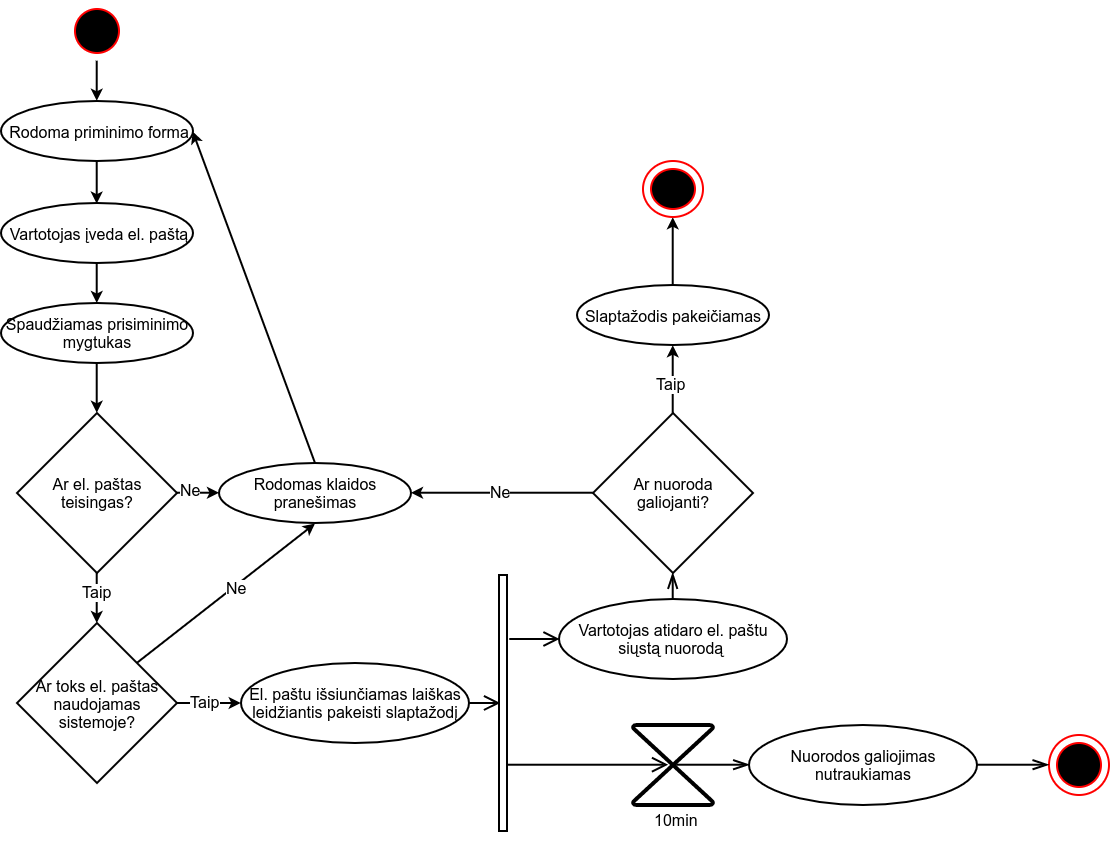 Rodoma priminimo forma
Vartotojas įveda el. paštą
Spaudžiamas prisiminimo
mygtukas
Ar el. paštas
teisingas?
Ne
Rodomas klaidos
pranešimas
Ne
Ar nuoroda
galiojanti?
Taip
Slaptažodis pakeičiamas
Taip
Ne
Ar toks el. paštas
naudojamas
sistemoje?
Taip
El. paštu išsiunčiamas laiškas
leidžiantis pakeisti slaptažodį
Vartotojas atidaro el. paštu
siųstą nuorodą
10min
Nuorodos galiojimas
nutraukiamas